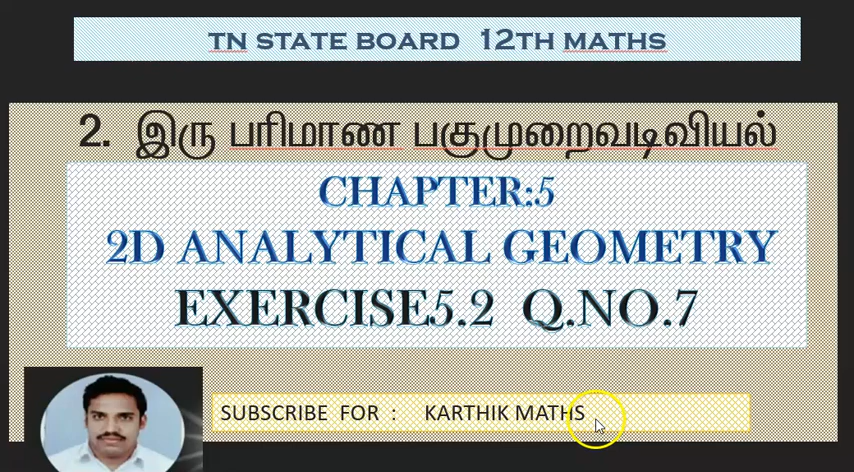 TN STATE BOARD 12TH MATHS
2. இரு பரிமாண பகுமுறைவடிவியல்
CHAPTER:5
2D ANALYTICAL GEOMETRY
EXERCISE5.2 Q.NO.7
SUBSCRIBE FOR : KARTHIK MATHS